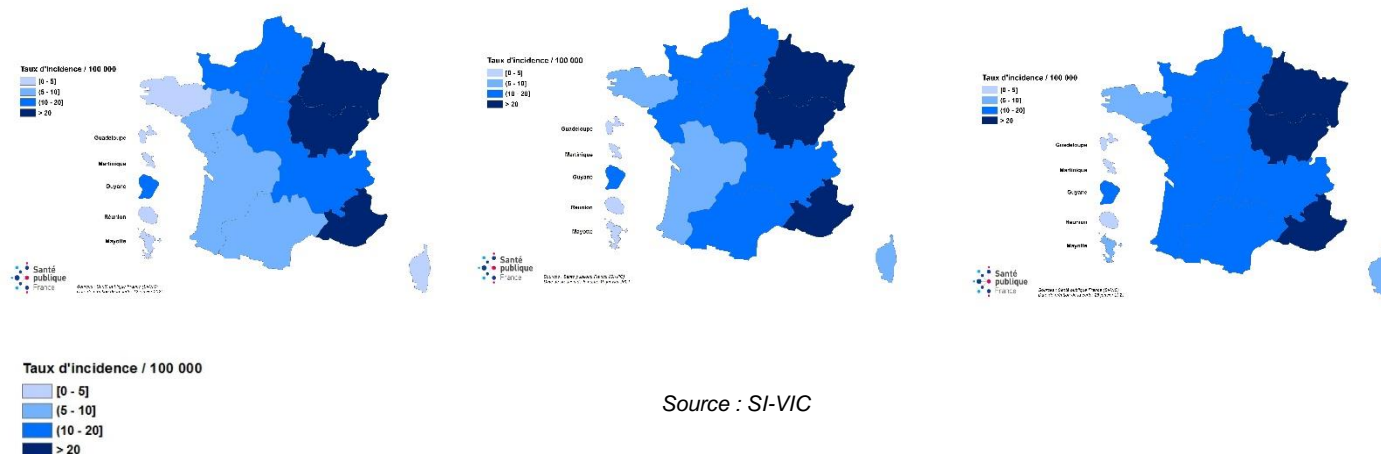 Taux d'incidence / 100 000
[0 - 5]
(5 - 10]
(10 - 20]
> 20
Guadeloupe
Martinique
Guyane
Réunion
Mayotte
Santé
publique
France
Taux d'incidence / 100 000
[0 - 5]
(5 - 10]
(10 - 20]
> 20
Guadeloupe
Martinique
Guyane
Réunion
Mayotte
Santé
publique
France
Taux d'incidence / 100 000
[0 - 5]
(5 - 10]
(10 - 20]
> 20
Guadeloupe
Martinique
Guyane
Réunion
Mayotte
Santé
publique
France
Taux d'incidence / 100 000
[0 - 5]
(5 - 10]
(10 - 20]
> 20
Source : SI-VIC